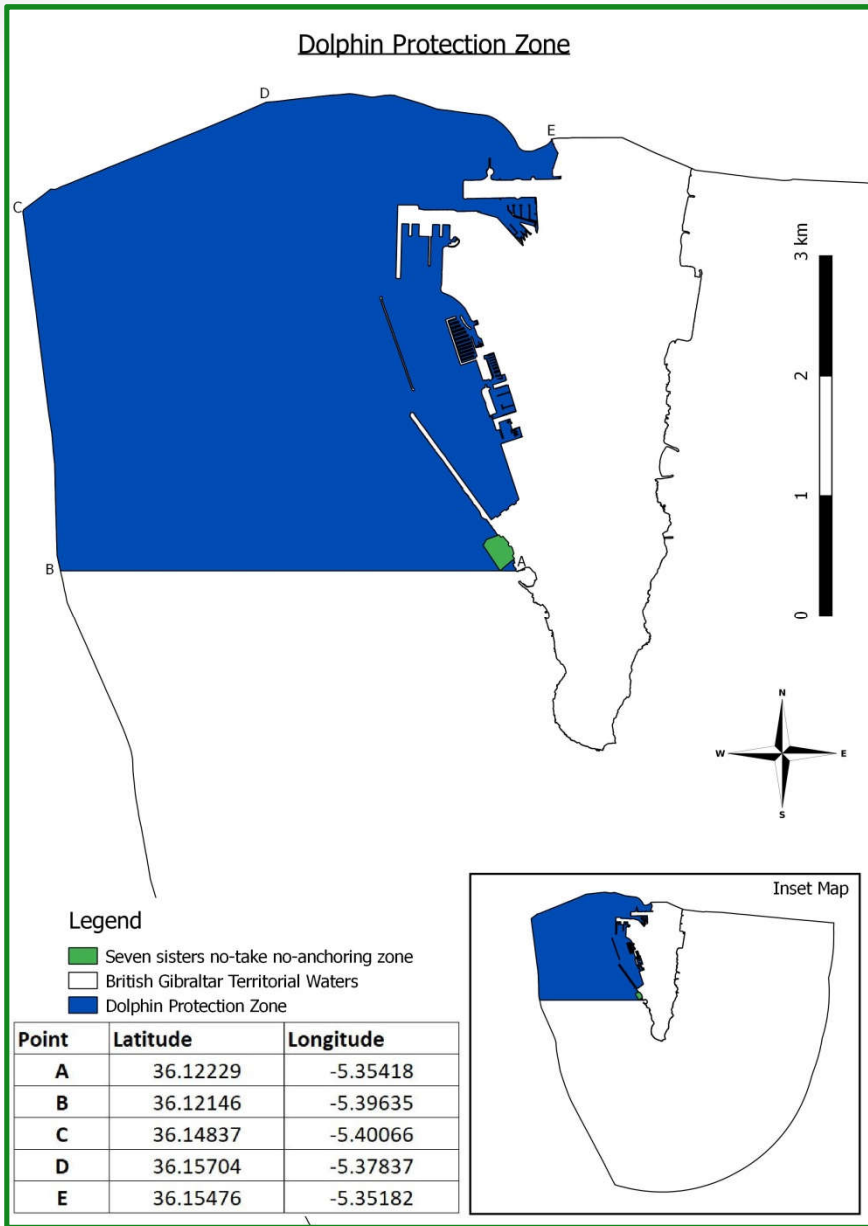 Dolphin Protection Zone
D
E
C
3 km
2
1
0
B
A
N
W E
S
Inset Map
Legend
Seven sisters no-take no-anchoring zone
British Gibraltar Territorial Waters
Dolphin Protection Zone
Point Latitude Longitude
A 36.12229 -5.35418
B 36.12146 -5.39635
C 36.14837 -5.40066
D 36.15704 -5.37837
E 36.15476 -5.35182